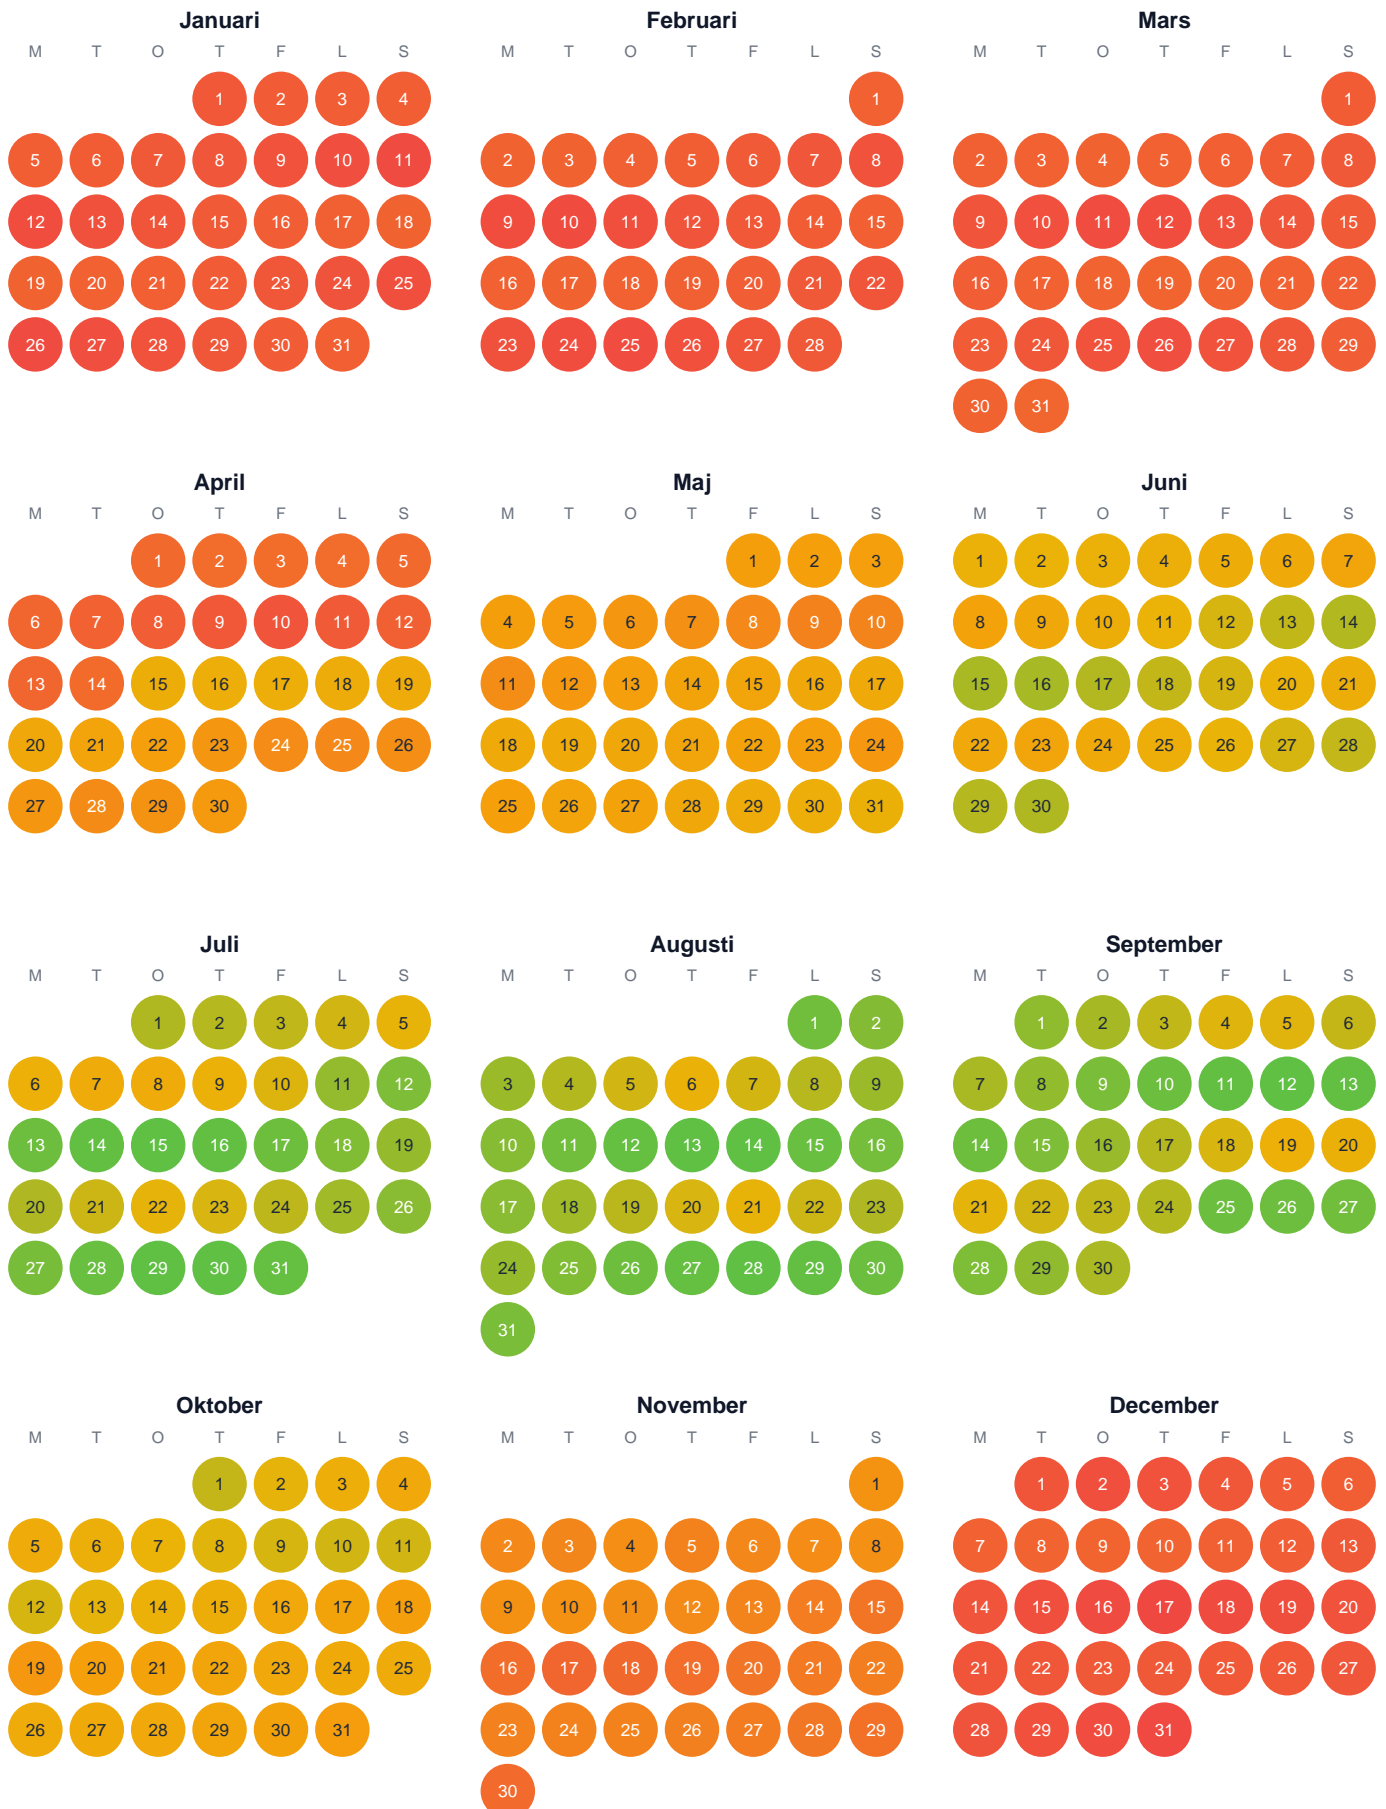 Januari Februari Mars
M T O T F L S M T O T F L S M T O T F L S
1 2 3 4 1 1
5 6 7 8 9 10 11 2 3 4 5 6 7 8 2 3 4 5 6 7 8
12 13 14 15 16 17 18 9 10 11 12 13 14 15 9 10 11 12 13 14 15
19 20 21 22 23 24 25 16 17 18 19 20 21 22 16 17 18 19 20 21 22
26 27 28 29 30 31 23 24 25 26 27 28 23 24 25 26 27 28 29
30 31
April Maj Juni
M T O T F L S M T O T F L S M T O T F L S
1 2 3 4 5 1 2 3 1 2 3 4 5 6 7
6 7 8 9 10 11 12 4 5 6 7 8 9 10 8 9 10 11 12 13 14
13 14 15 16 17 18 19 11 12 13 14 15 16 17 15 16 17 18 19 20 21
20 21 22 23 24 25 26 18 19 20 21 22 23 24 22 23 24 25 26 27 28
27 28 29 30 25 26 27 28 29 30 31 29 30
Juli Augusti September
M T O T F L S M T O T F L S M T O T F L S
1 2 3 4 5 1 2 1 2 3 4 5 6
6 7 8 9 10 11 12 3 4 5 6 7 8 9 7 8 9 10 11 12 13
13 14 15 16 17 18 19 10 11 12 13 14 15 16 14 15 16 17 18 19 20
20 21 22 23 24 25 26 17 18 19 20 21 22 23 21 22 23 24 25 26 27
27 28 29 30 31 24 25 26 27 28 29 30 28 29 30
31
Oktober November December
M T O T F L S M T O T F L S M T O T F L S
1 2 3 4 1 1 2 3 4 5 6
5 6 7 8 9 10 11 2 3 4 5 6 7 8 7 8 9 10 11 12 13
12 13 14 15 16 17 18 9 10 11 12 13 14 15 14 15 16 17 18 19 20
19 20 21 22 23 24 25 16 17 18 19 20 21 22 21 22 23 24 25 26 27
26 27 28 29 30 31 23 24 25 26 27 28 29 28 29 30 31
30